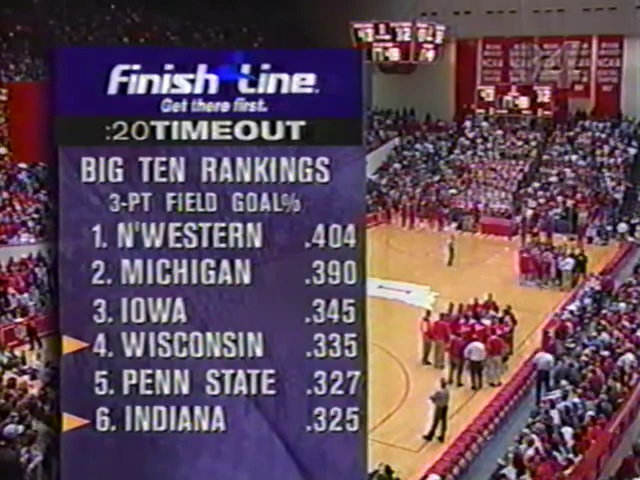 Finish Line.
Get there first.
:20TIMEOUT
BIG TEN RANKINGS
3-PT FIELD GOAL%
1. N'WESTERN .404
2. MICHIGAN .390
3. IOWA .345
4. WISCONSIN .335
5. PENN STATE .327
6. INDIANA .325